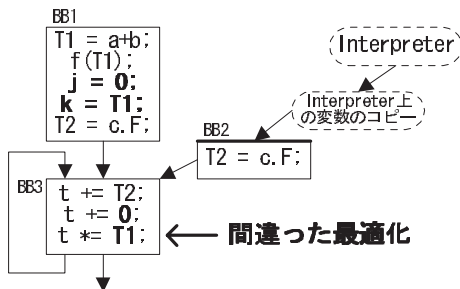 BB1
T1 = a+b;
f(T1);
j = 0;
k = T1;
T2 = c.F;
Interpreter
Interpreter上
の変数のコピー
BB2
T2 = c.F;
BB3
t += T2;
t += 0;
t *= T1;
間違った最適化